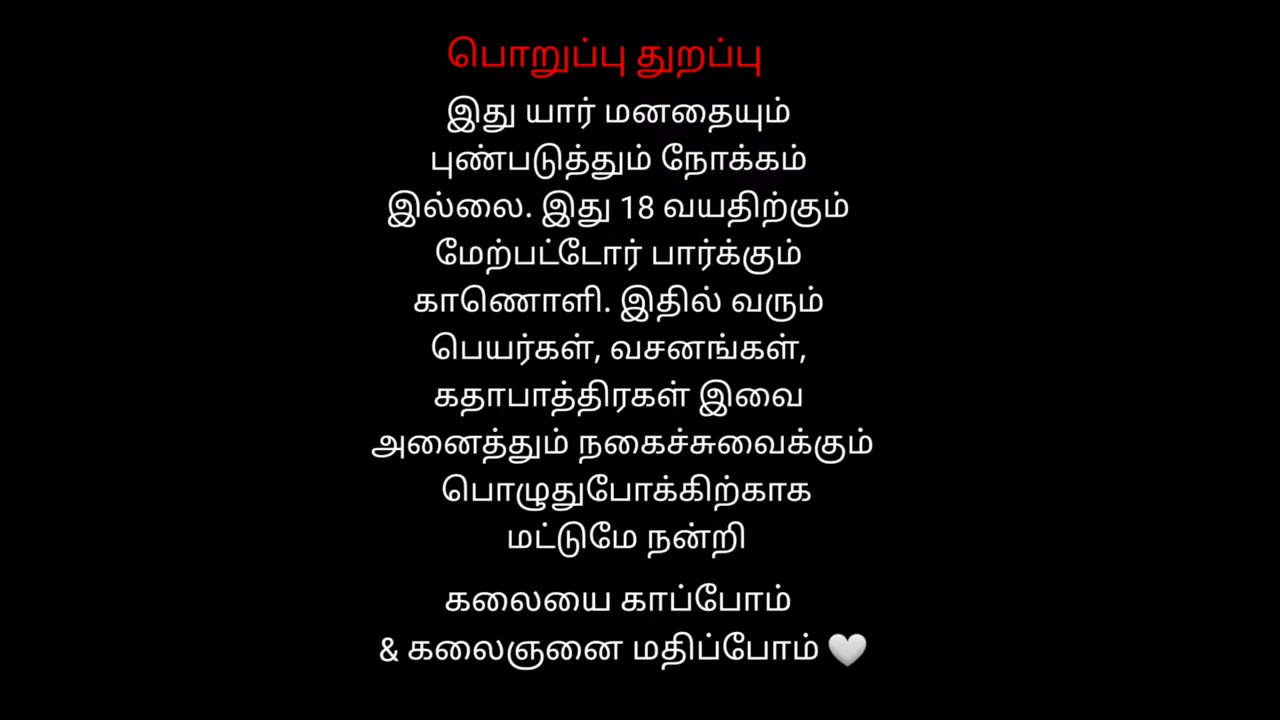 பொறுப்பு துறப்பு
இது யார் மனதையும்
புண்படுத்தும் நோக்கம்
இல்லை. இது 18 வயதிற்கும்
மேற்பட்டோர் பார்க்கும்
காணொளி. இதில் வரும்
பெயர்கள், வசனங்கள்,
கதாபாத்திரகள் இவை
அனைத்தும் நகைச்சுவைக்கும்
பொழுதுபோக்கிற்காக
மட்டுமே நன்றி
கலையை காப்போம்
& கலைஞனை மதிப்போம் 🤍